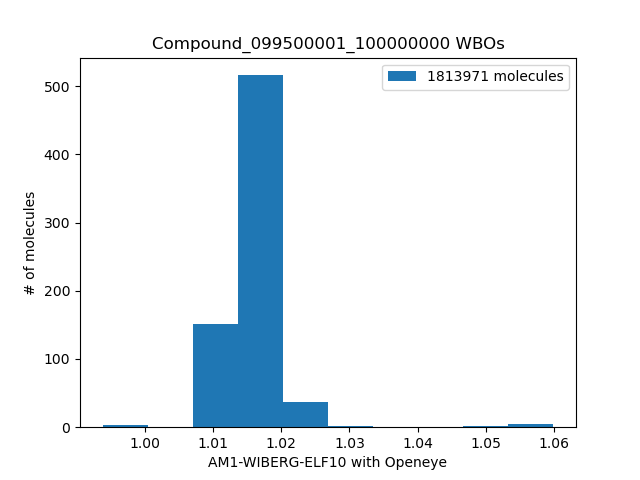 Compound_099500001_100000000 WBOs
1813971 molecules
# of molecules
500
400
300
200
100
0
1.00 1.01 1.02 1.03 1.04 1.05 1.06
AM1-WIBERG-ELF10 with Openeye